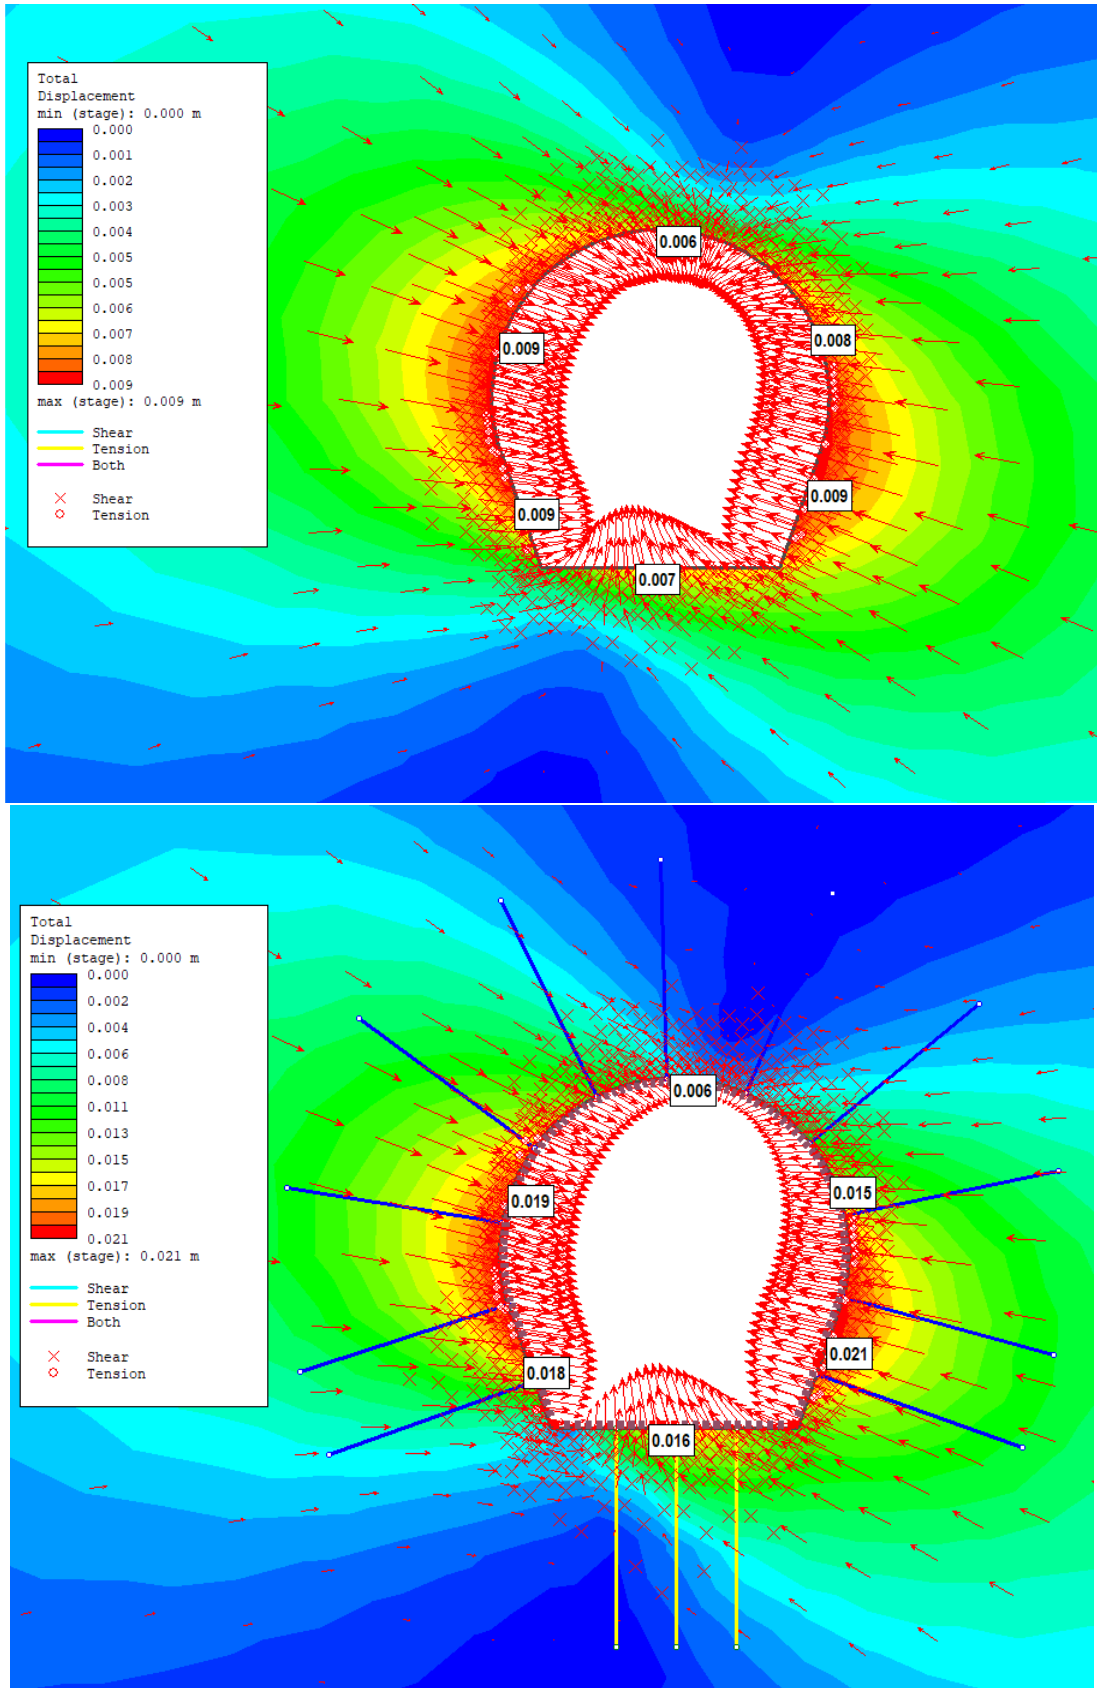 Total
Displacement
min (stage): 0.000 m
0.000
0.001
0.002
0.003
0.004
0.005
0.005
0.006
0.007
0.008
0.009
max (stage): 0.009 m
Shear
Tension
Both
Shear
Tension
0.006
0.009
0.008
0.009
0.009
0.007
Total
Displacement
min (stage): 0.000 m
0.000
0.002
0.004
0.006
0.008
0.011
0.013
0.015
0.017
0.019
0.021
max (stage): 0.021 m
Shear
Tension
Both
Shear
Tension
0.006
0.019
0.015
0.018
0.021
0.016